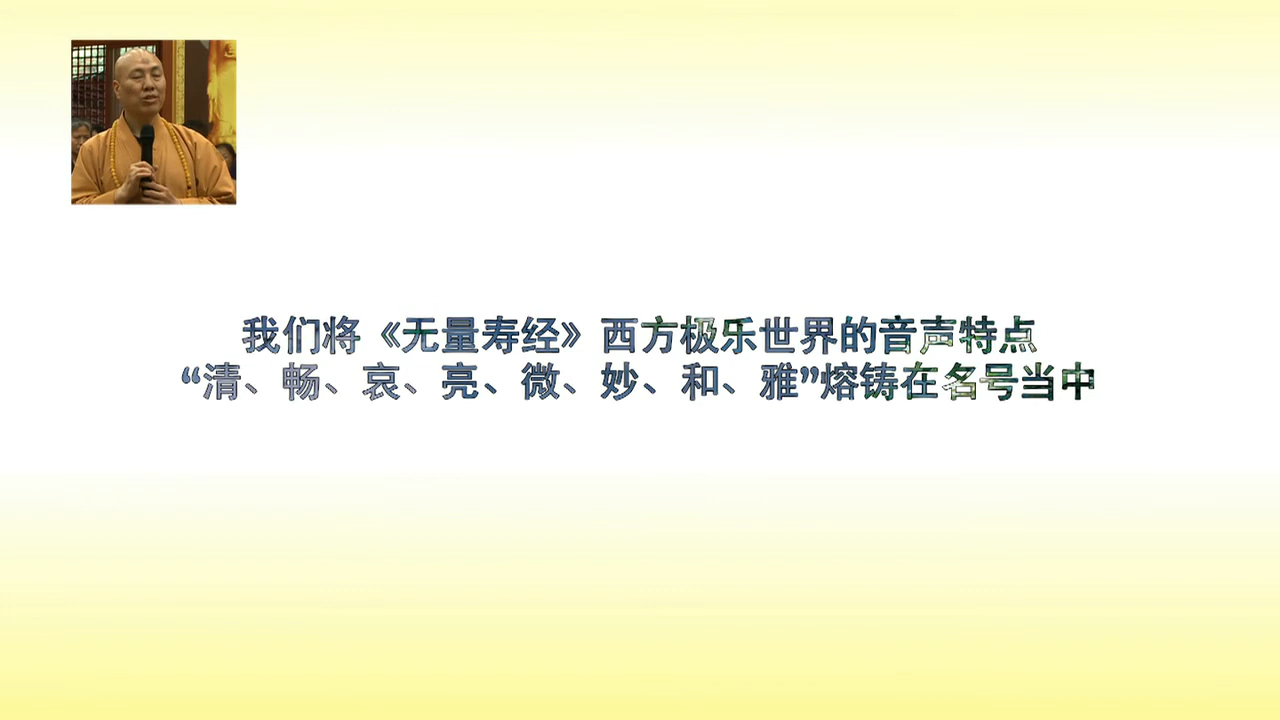 我们将《无量寿经》西方极乐世界的音声特点
“清、畅、哀、亮、微、妙、和、雅”熔铸在名号当中